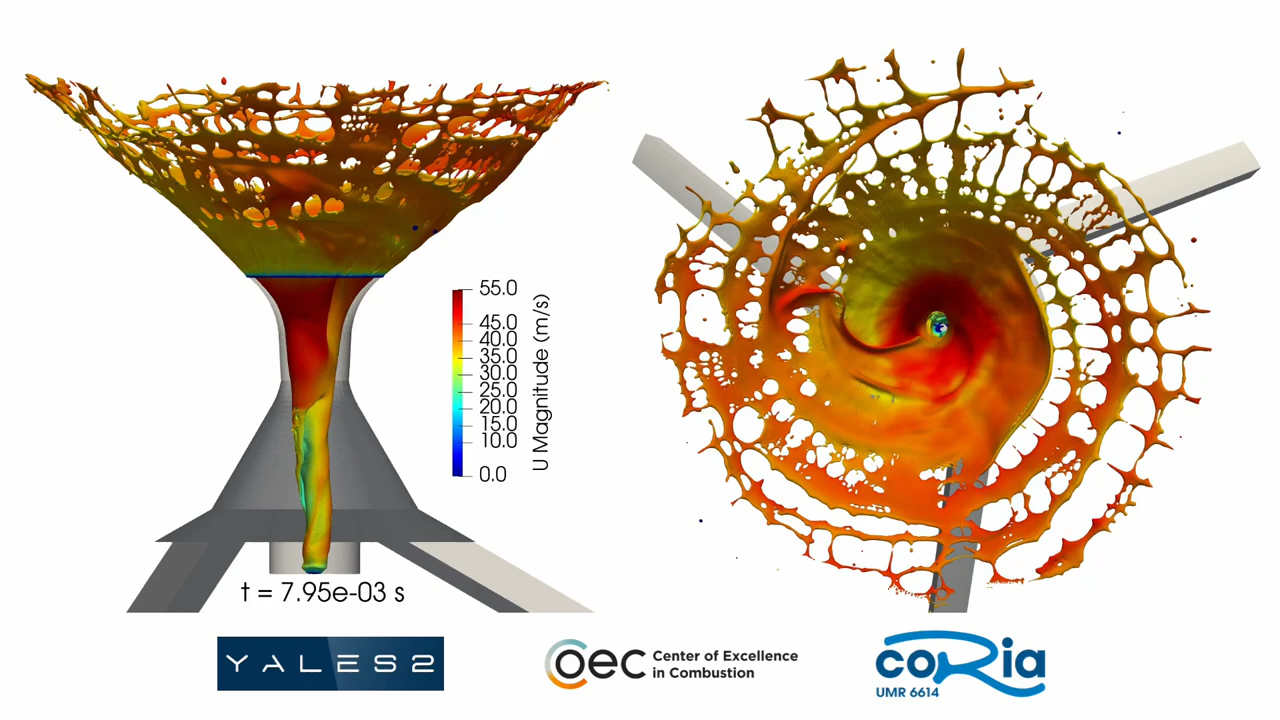 55.0
45.0
40.0
35.0
30.0
25.0
20.0
15.0
10.0
0.0
U Magnitude (m/s)
t = 7.95e-03 s
YALES2
oec Center of Excellence
in Combustion
coRia
UMR 6614